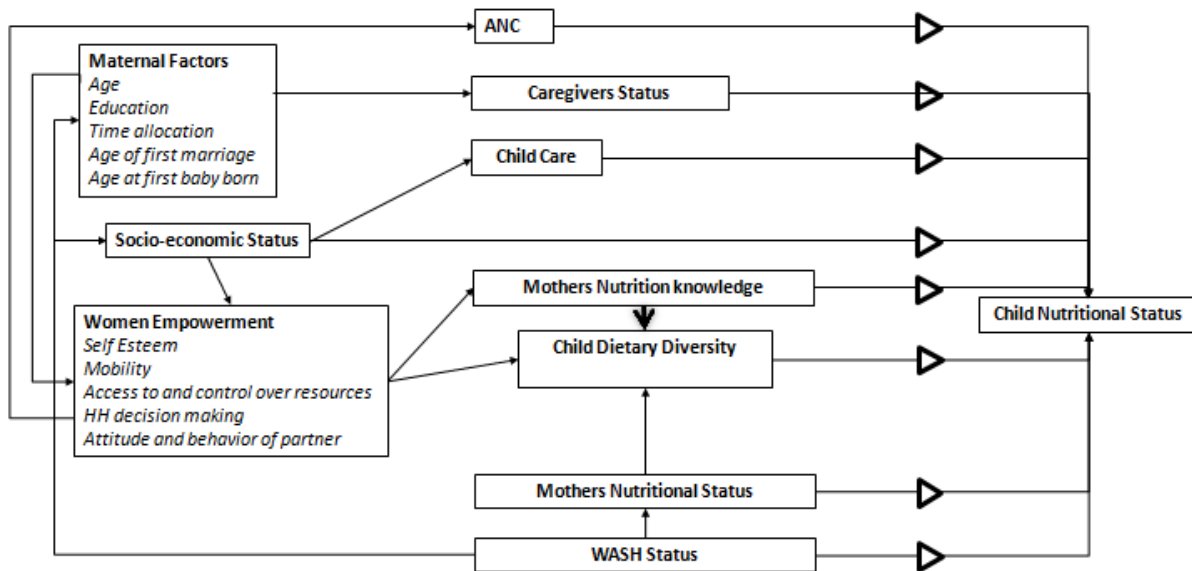 ANC
Maternal Factors
Age
Education
Time allocation
Age of first marriage
Age at first baby born
Caregivers Status
Child Care
Socio-economic Status
Mothers Nutrition knowledge
Child Nutritional Status
Women Empowerment
Self Esteem
Mobility
Access to and control over resources
HH decision making
Attitude and behavior of partner
Child Dietary Diversity
Mothers Nutritional Status
WASH Status